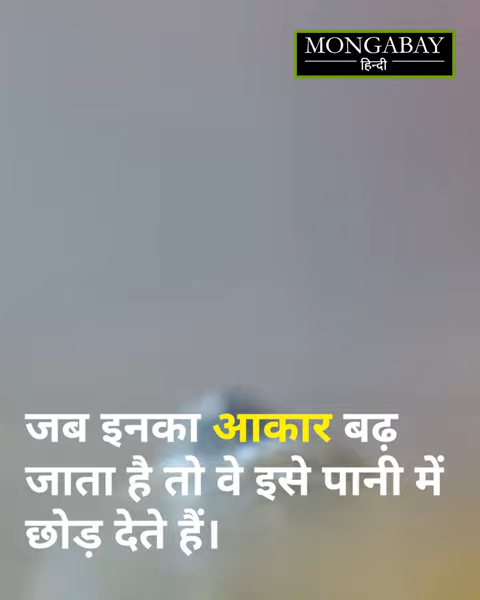 MONGABAY
हिन्दी
जब इनका आकार बढ़
जाता है तो वे इसे पानी में
छोड़ देते हैं।